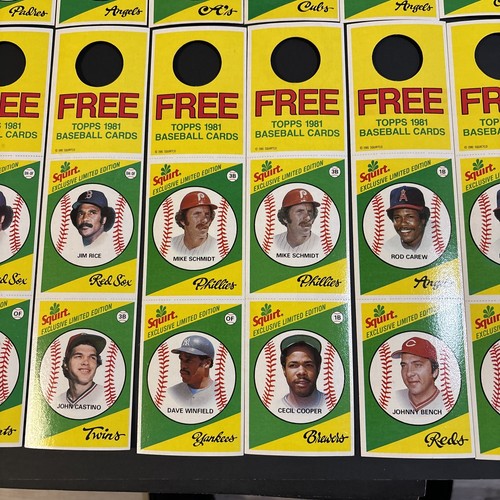 Padres
Angels
A's
Cubs
Angels
FREE
FREE
TOPPS 1981
BASEBALL CARDS
FREE
TOPPS 1981
BASEBALL CARDS
FREE
TOPPS 1981
BASEBALL CARDS
FREE
TOPPS 1981
BASEBALL CARDS
Squirt
EXCLUSIVE LIMITED EDITION
JIM RICE
Red Sox
Squirt
EXCLUSIVE LIMITED EDITION
3B
MIKE SCHMIDT
Phillies
Squirt
EXCLUSIVE LIMITED EDITION
3B
MIKE SCHMIDT
Phillies
Squirt
EXCLUSIVE LIMITED EDITION
1B
ROD CAREW
Angels
d Sox
OF
Squirt
EXCLUSIVE LIMITED EDITION
3B
JOHN CASTINO
Twins
Squirt
EXCLUSIVE LIMITED EDITION
OF
DAVE WINFIELD
Yankees
Squirt
EXCLUSIVE LIMITED EDITION
1B
CECIL COOPER
Brewers
Squirt
EXCLUSIVE LIMITED EDITION
JOHNNY BENCH
Reds